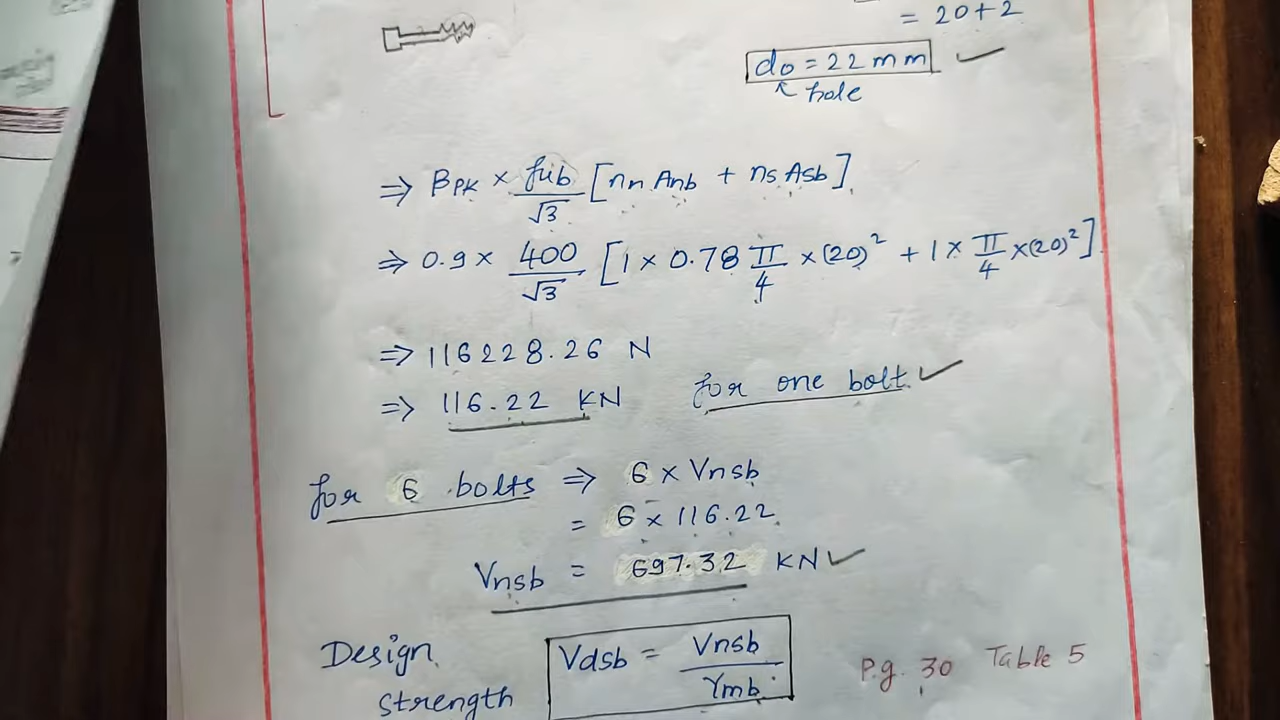 = 20+2
do = 22 mm
hole
⇒ βPK × fub/√3 [nn Anb + ns Asb]
⇒ 0.9 × 400/√3 [1 × 0.78 π/4 × (20)² + 1 × π/4 × (20)²]
⇒ 116228.26 N
⇒ 116.22 KN for one bolt.
for 6 bolts ⇒ 6 × Vnsb
= 6 × 116.22
Vnsb = 697.32 KN
Design Vdsb = Vnsb/γmb P.g. 30 Table 5
strength